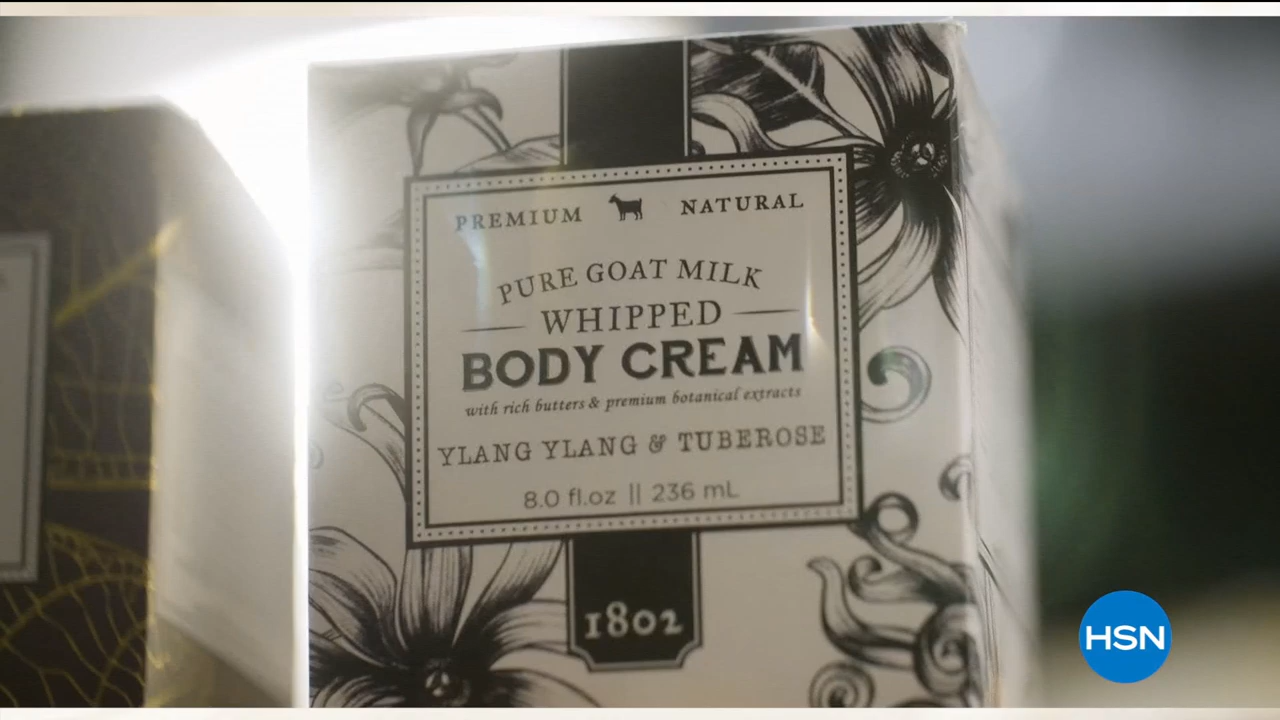 PREMIUM NATURAL
PURE GOAT MILK
WHIPPED
BODY CREAM
with rich butters & premium botanical extracts
YLANG YLANG & TUBEROSE
8.0 fl.oz || 236 mL
1802
HSN